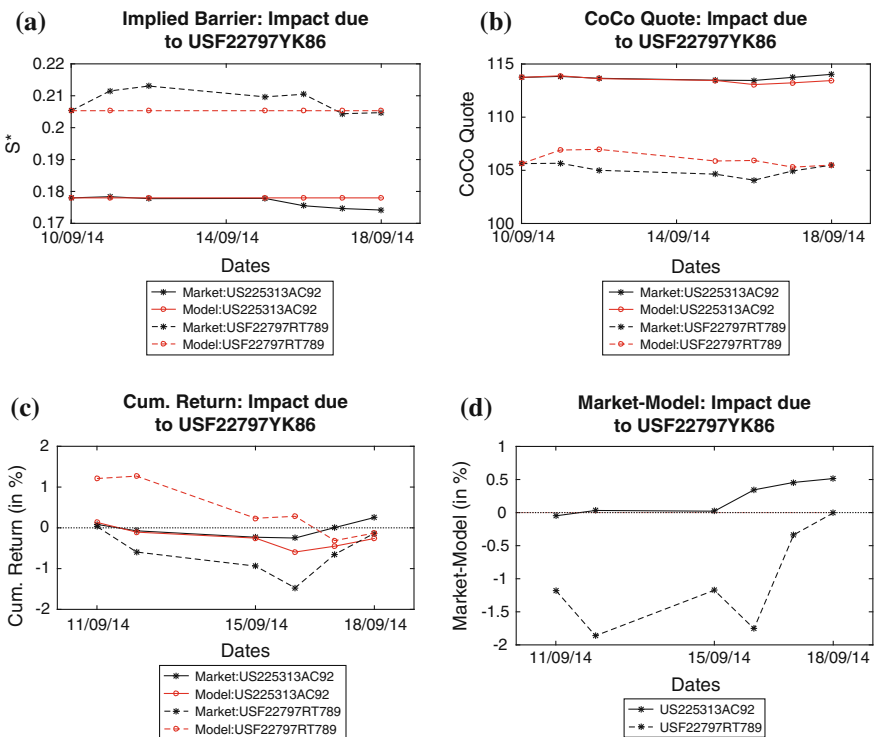 (a)
Implied Barrier: Impact due
to USF22797YK86
0.22
0.21
0.2
0.19
0.18
0.17
S*
10/09/14
14/09/14
18/09/14
Dates
Market:US225313AC92
Model:US225313AC92
Market:USF22797RT789
Model:USF22797RT789
(b)
CoCo Quote: Impact due
to USF22797YK86
115
110
105
100
CoCo Quote
10/09/14
14/09/14
18/09/14
Dates
Market:US225313AC92
Model:US225313AC92
Market:USF22797RT789
Model:USF22797RT789
(c)
Cum. Return: Impact due
to USF22797YK86
2
1
0
-1
-2
Cum. Return (in %)
11/09/14
15/09/14
18/09/14
Dates
Market:US225313AC92
Model:US225313AC92
Market:USF22797RT789
Model:USF22797RT789
(d)
Market-Model: Impact due
to USF22797YK86
1
0.5
0
-0.5
-1
-1.5
-2
Market-Model (in %)
11/09/14
15/09/14
18/09/14
Dates
US225313AC92
USF22797RT789